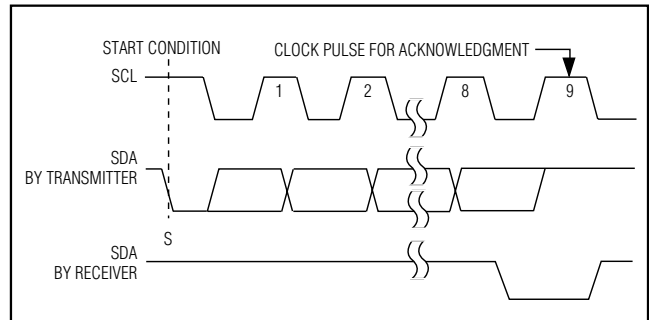 START CONDITION
CLOCK PULSE FOR ACKNOWLEDGMENT
SCL
1
2
8
9
SDA
BY TRANSMITTER
S
SDA
BY RECEIVER